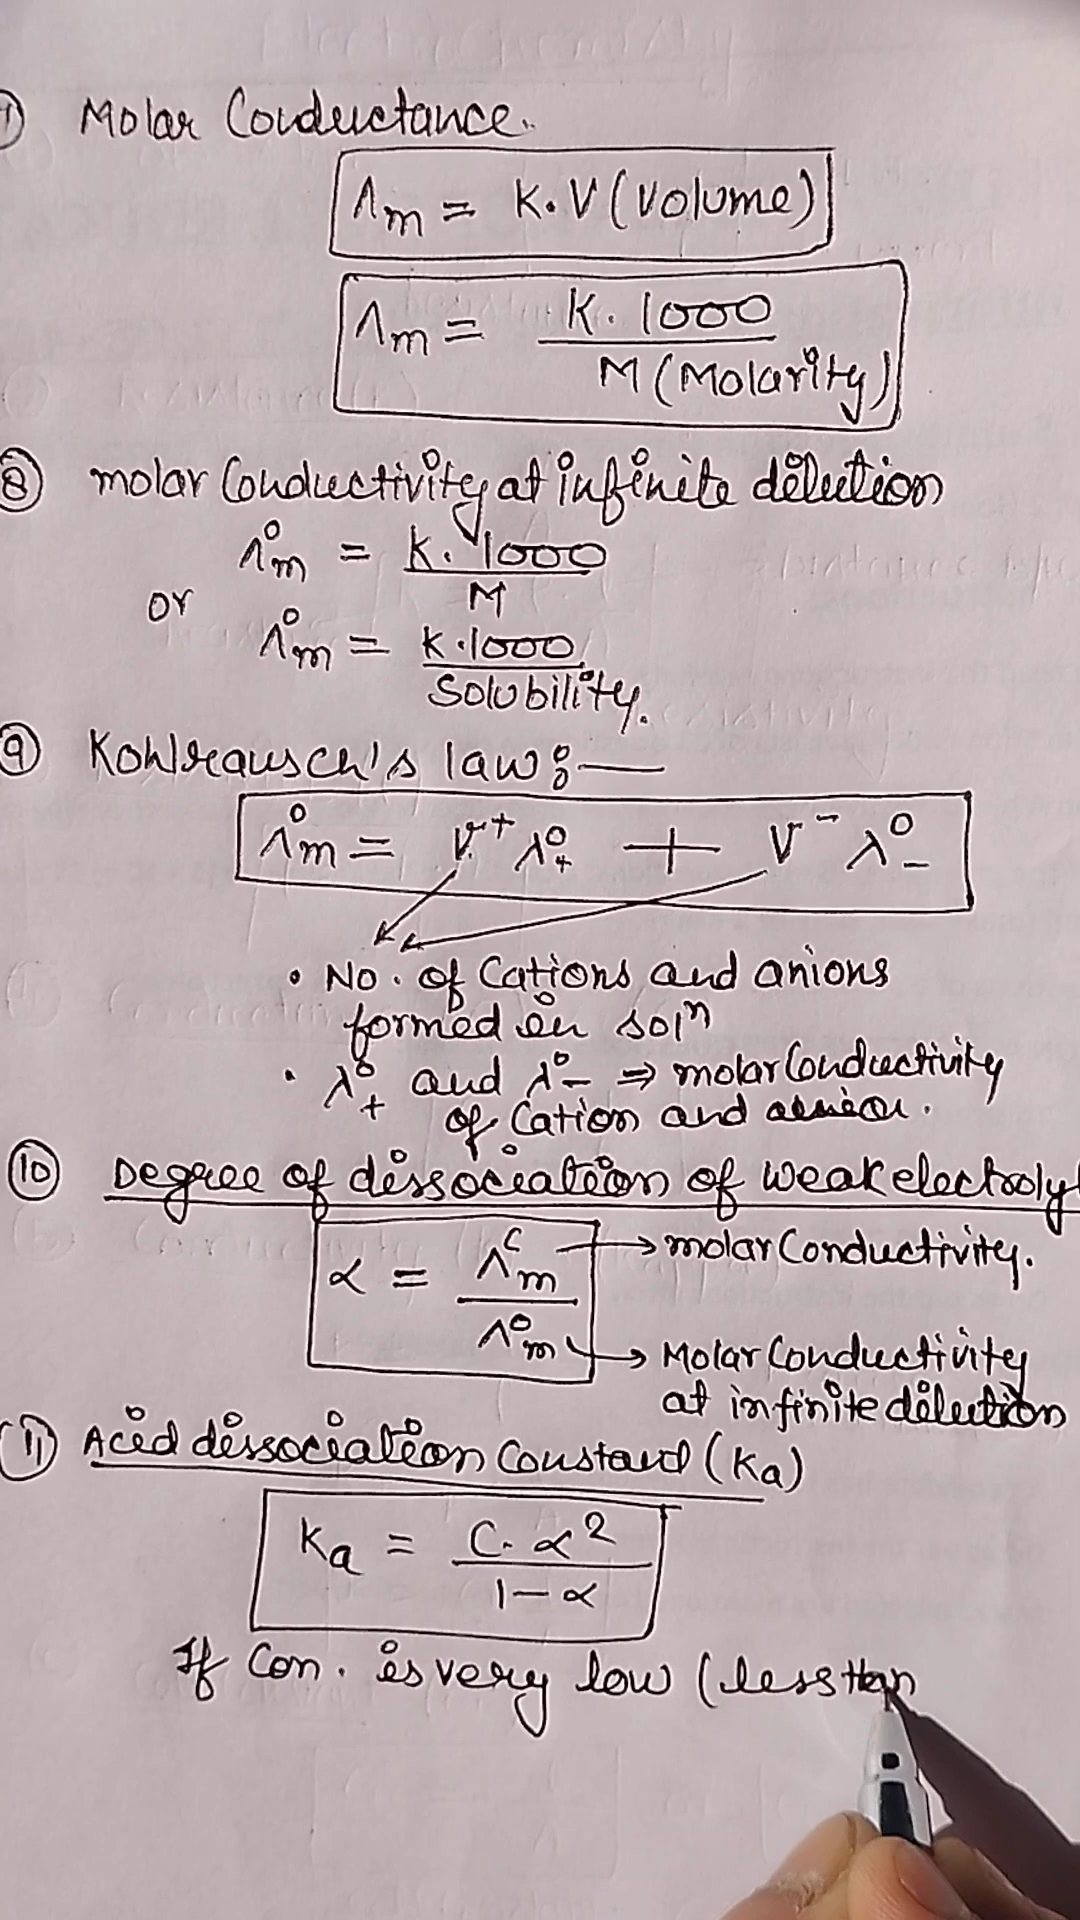 ⑦ Molar Conductance.
Λm = K.V (Volume)
Λm = K. 1000 / M (Molarity)
⑧ molar Conductivity at infinite dilution
Λ°m = K. 1000 / M
or Λ°m = K.1000 / Solubility.
⑨ Kohlrausch's law :—
Λ°m = V⁺ λ°₊ + V⁻ λ°₋
• No. of Cations and anions
formed in solⁿ
• λ°₊ and λ°₋ ⇒ molar Conductivity
of Cation and anion.
⑩ Degree of dissociation of weak electrolyt
α = Λᶜm / Λ°m
→ molar Conductivity.
→ Molar Conductivity
at infinite dilution
⑪ Acid dissociation Constant (Ka)
Ka = C. α² / 1-α
If Con. is very low (less than